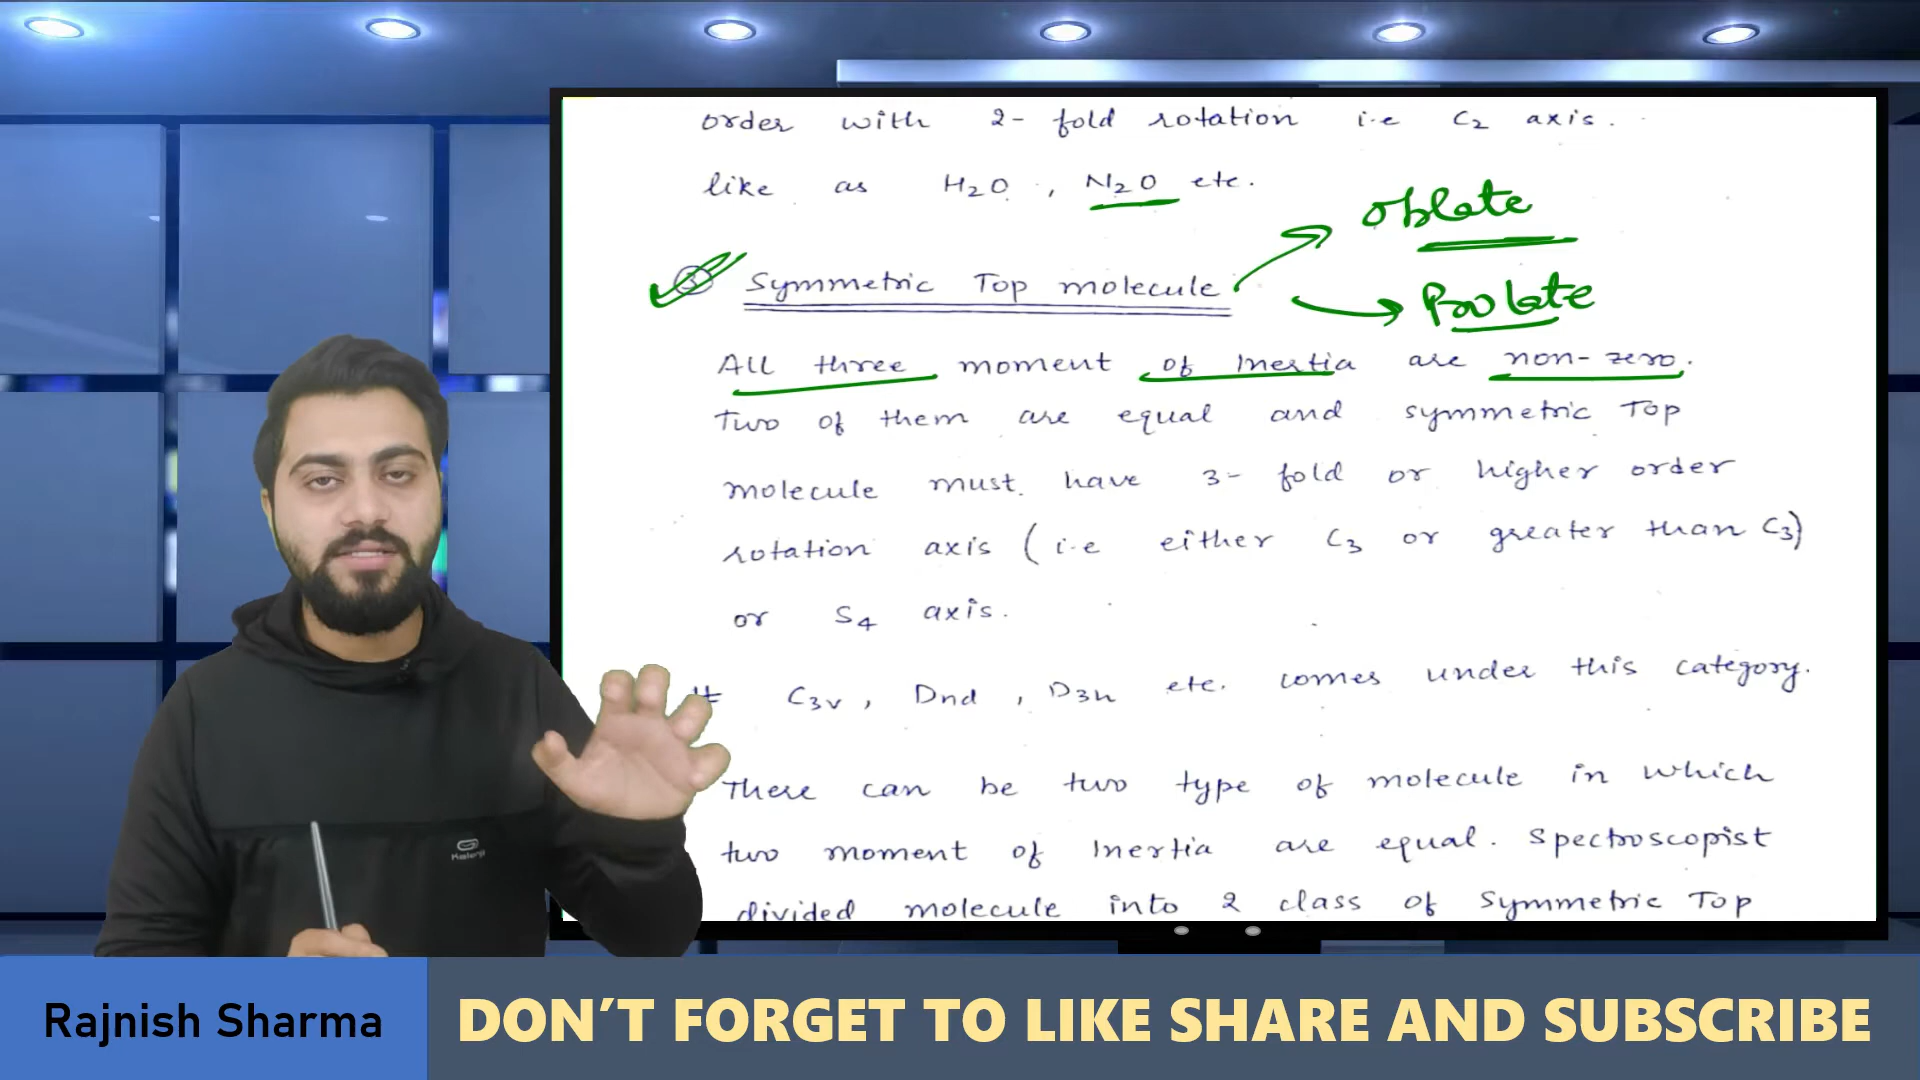 order with 2- fold rotation i.e C2 axis.
like as H2O , N2O etc.
Oblate
③ Symmetric Top molecule
Prolate
All three moment of Inertia are non-zero.
Two of them are equal and symmetric Top
molecule must have 3- fold or higher order
rotation axis (i.e either C3 or greater than C3)
or S4 axis.
# C3v , Dnd , D3h etc. comes under this category.
There can be two type of molecule in which
two moment of Inertia are equal. Spectroscopist
divided molecule into 2 class of Symmetric Top
Rajnish Sharma
DON'T FORGET TO LIKE SHARE AND SUBSCRIBE